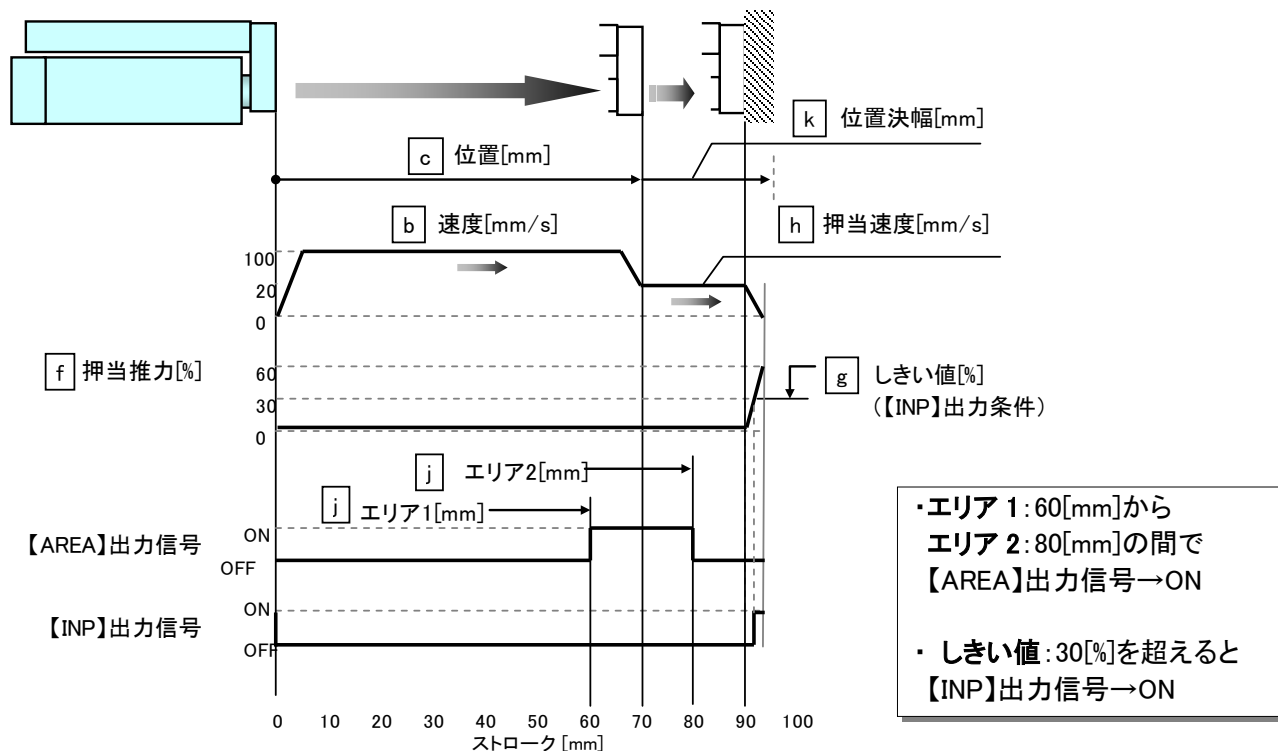 k 位置決幅[mm]
c 位置[mm]
b 速度[mm/s]
h 押当速度[mm/s]
100
20
0
f 押当推力[%]
60
30
0
g しきい値[%]
(【INP】出力条件)
j エリア2[mm]
j エリア1[mm]
【AREA】出力信号
ON
OFF
【INP】出力信号
ON
OFF
0 10 20 30 40 50 60 70 80 90 100
ストローク[mm]
・エリア 1:60[mm]から
エリア 2:80[mm]の間で
【AREA】出力信号→ON
・ しきい値:30[%]を超えると
【INP】出力信号→ON